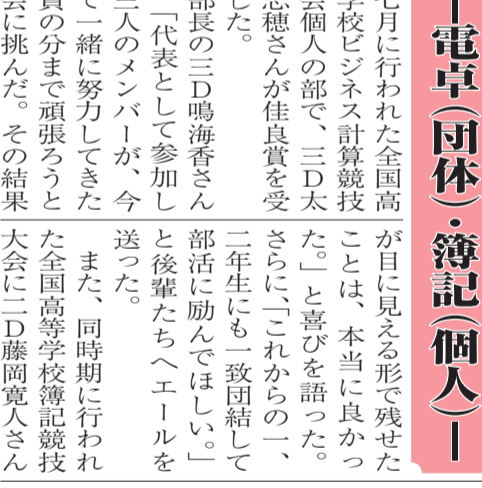 ―電卓(団体)・簿記(個人)―
七月に行われた全国高
学校ビジネス計算競技
会個人の部で、三D太
志穂さんが佳良賞を受
した。
部長の三D鳴海香さん
「代表として参加し
三人のメンバーが、今
て一緒に努力してきた
員の分まで頑張ろうと
会に挑んだ。その結果
が目に見える形で残せた
ことは、本当に良かっ
た。」と喜びを語った。
さらに、「これからの一、
二年生にも一致団結して
部活に励んでほしい。」
と後輩たちへエールを
送った。
また、同時期に行われ
た全国高等学校簿記競技
大会に二D藤岡寛人さん